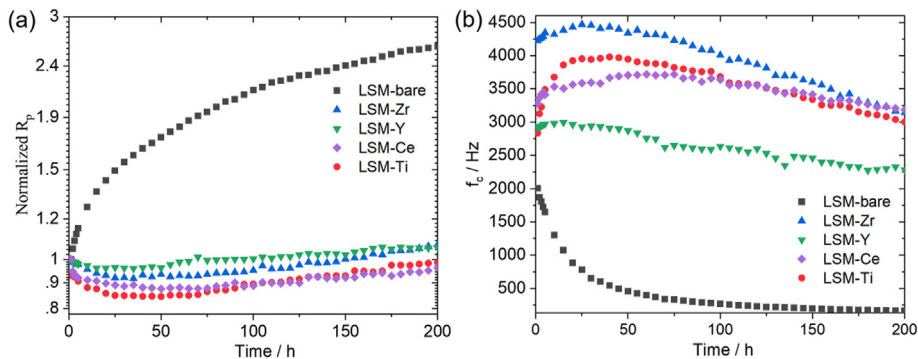 (a)
Normalized R
2.4
1.9
1.5
1.2
1
.9
.8
LSM-bare
LSM-Zr
LSM-Y
LSM-Ce
LSM-Ti
0
50
100
150
200
Time / h
(b)
f_c / Hz
4500
4000
3500
3000
2500
2000
1500
1000
500
LSM-bare
LSM-Zr
LSM-Y
LSM-Ce
LSM-Ti
0
50
100
150
200
Time / h